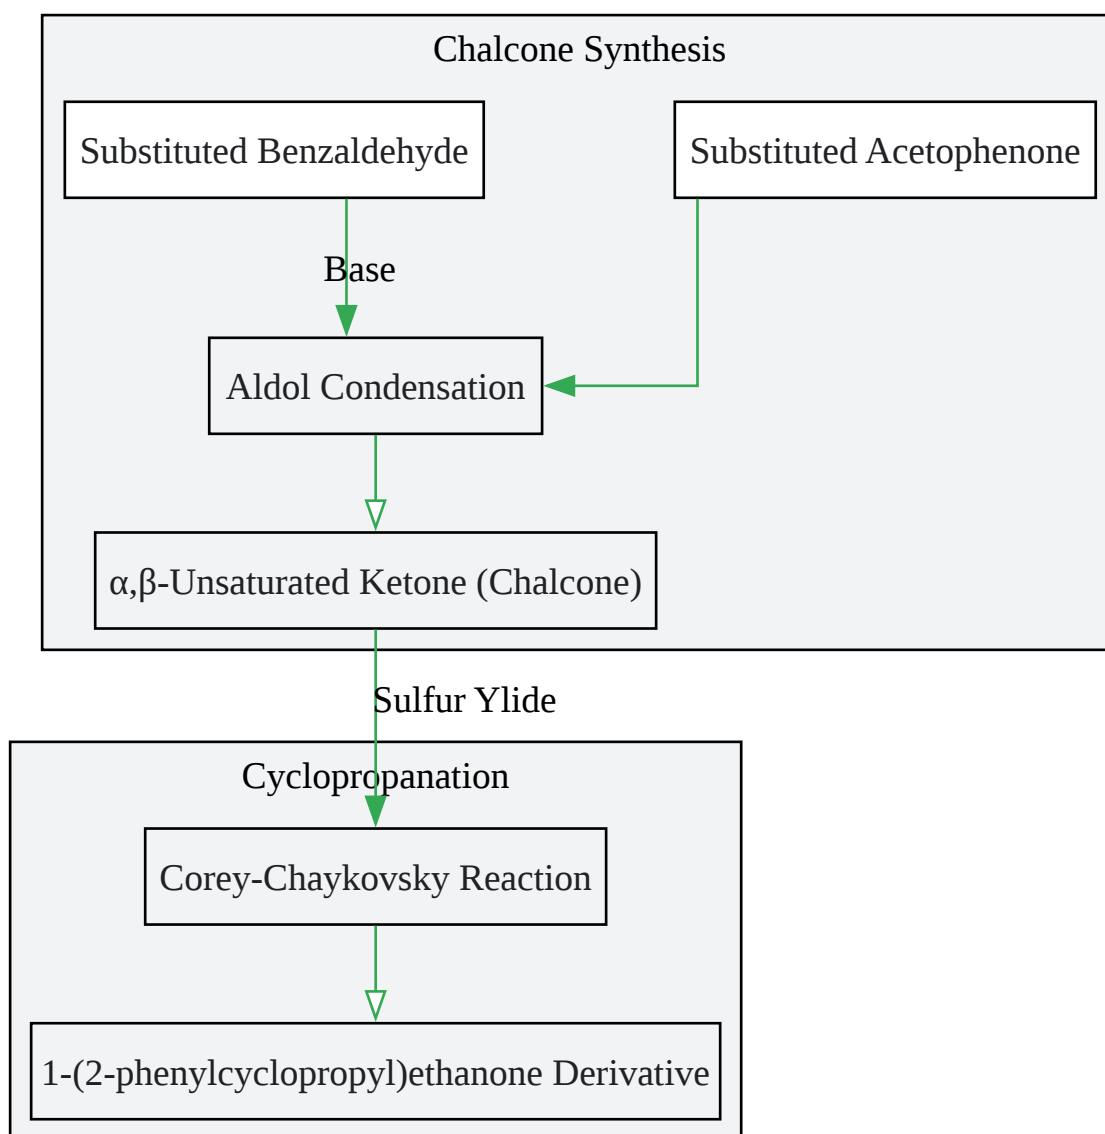 Chalcone Synthesis
Substituted Benzaldehyde
Substituted Acetophenone
Base
Aldol Condensation
α,β-Unsaturated Ketone (Chalcone)
Sulfur Ylide
Cyclopropanation
Corey-Chaykovsky Reaction
1-(2-phenylcyclopropyl)ethanone Derivative